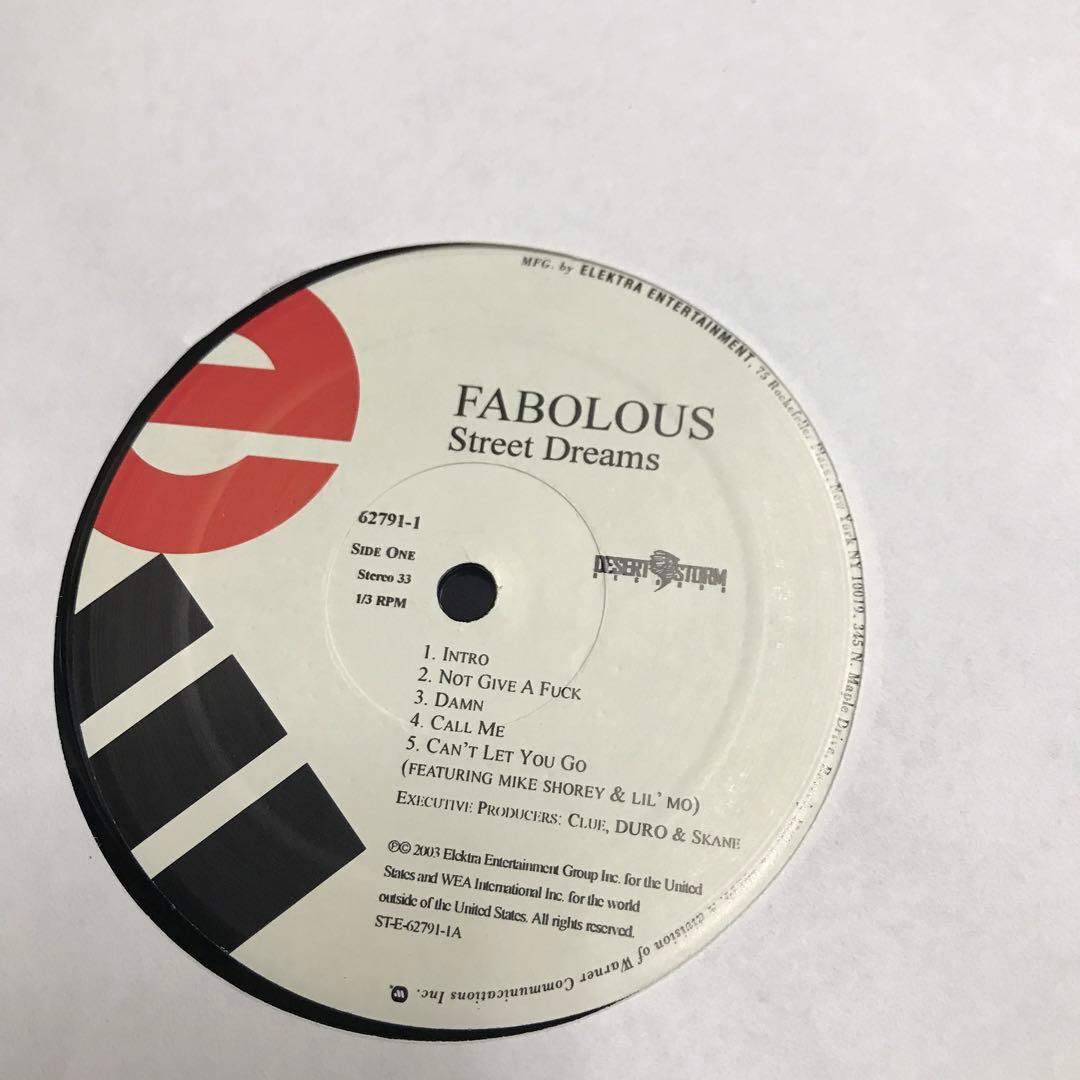 MFG. by ELEKTRA ENTERTAINMENT, 75 Rockefeller Plaza, New York NY 10019, 345 N. Maple Drive,
FABOLOUS
Street Dreams
62791-1
SIDE ONE
Stereo 33
1/3 RPM
DESERT STORM
RECORDS
1. INTRO
2. NOT GIVE A FUCK
3. DAMN
4. CALL ME
5. CAN'T LET YOU GO
(FEATURING MIKE SHOREY & LIL' MO)
EXECUTIVE PRODUCERS: CLUE, DURO & SKANE
℗© 2003 Elektra Entertainment Group Inc. for the United
States and WEA International Inc. for the world
outside of the United States. All rights reserved.
ST-E-62791-1A
A division of Warner Communications Inc.
e